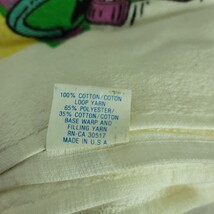 100% COTTON/COTTON
LOOP YARN
65% POLYESTER/
35% COTTON/COTTON
BASE WARP AND
FILLING YARN
RN-CA 30517
MADE IN U.S.A